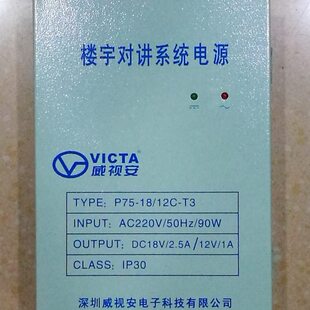 楼宇对讲系统电源
VICTA
威视安
TYPE: P75-18/12C-T3
INPUT: AC220V/50Hz/90W
OUTPUT: DC18V/2.5A/12V/1A
CLASS: IP30
深圳威视安电子科技有限公司